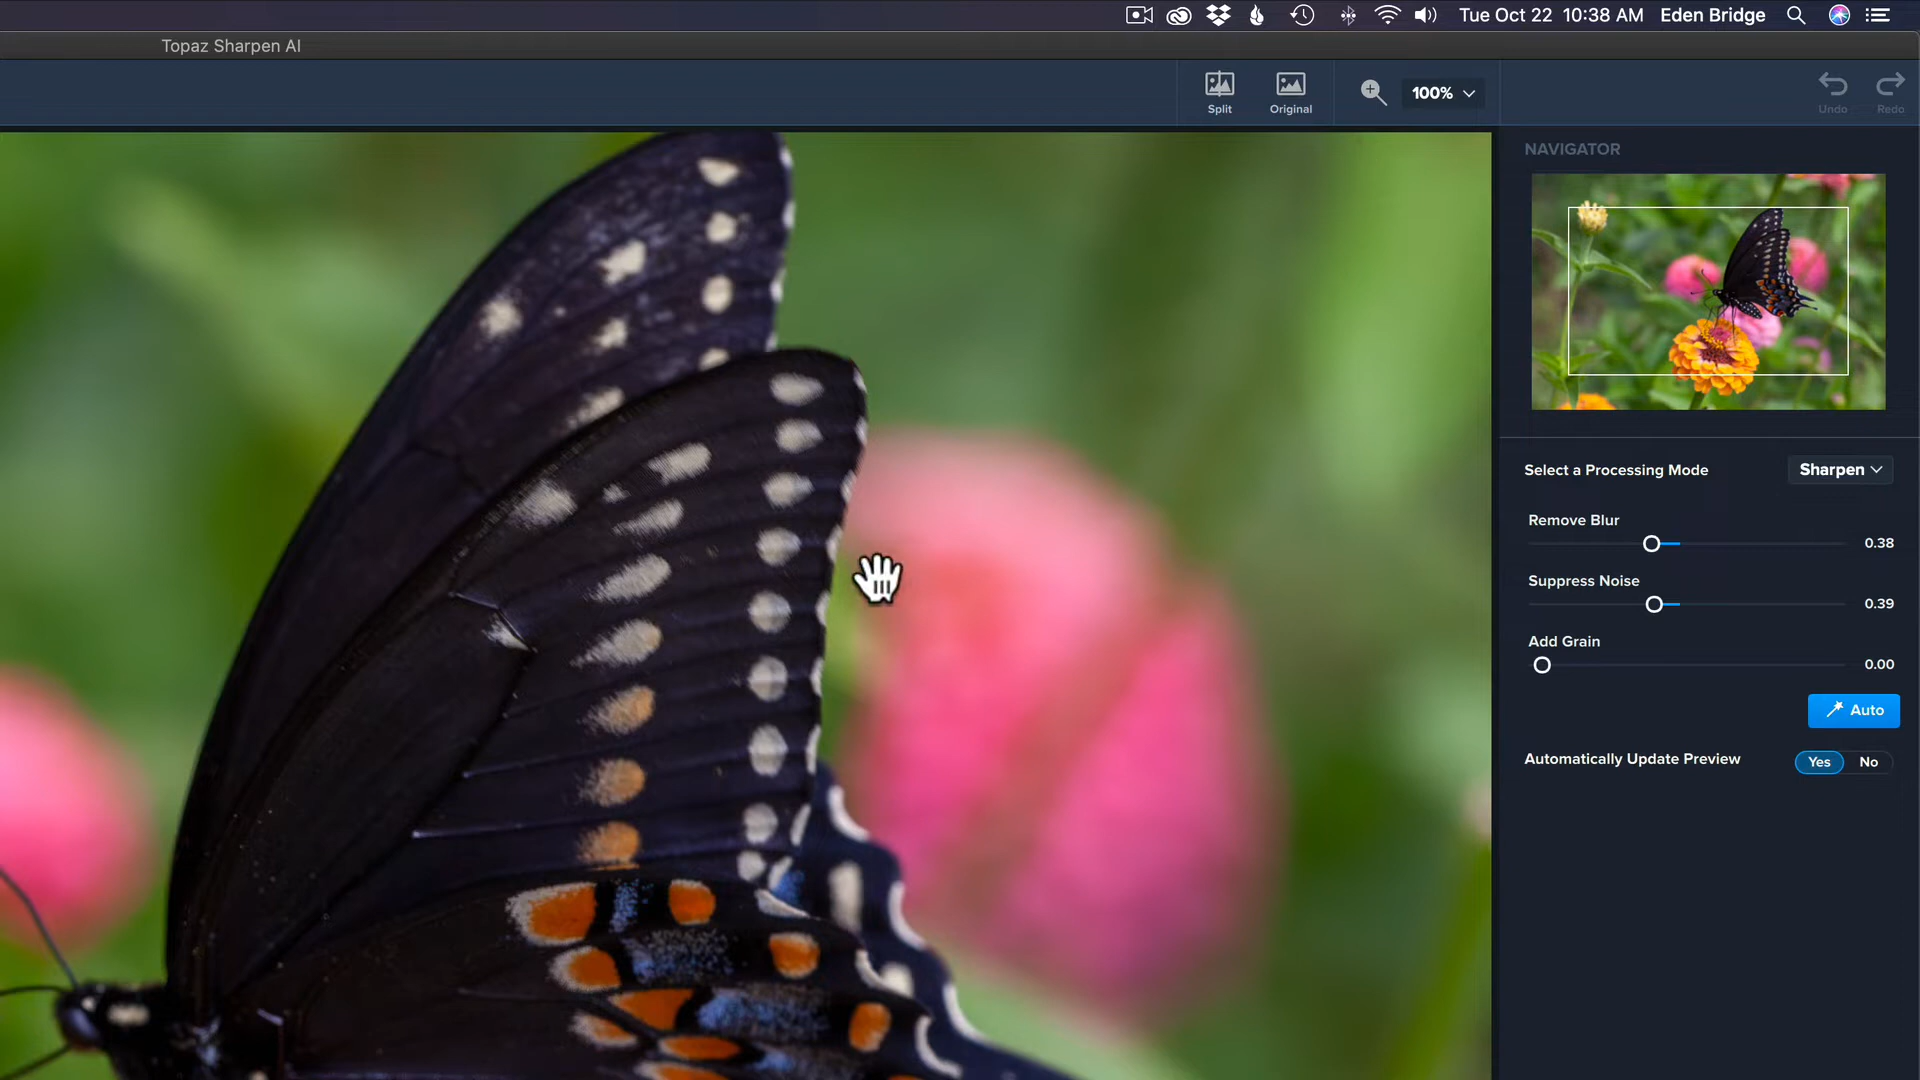 Tue Oct 22 10:38 AM Eden Bridge
Topaz Sharpen AI
Split
Original
100%
Undo
Redo
NAVIGATOR
Select a Processing Mode
Sharpen
Remove Blur
0.38
Suppress Noise
0.39
Add Grain
0.00
Auto
Automatically Update Preview
Yes No